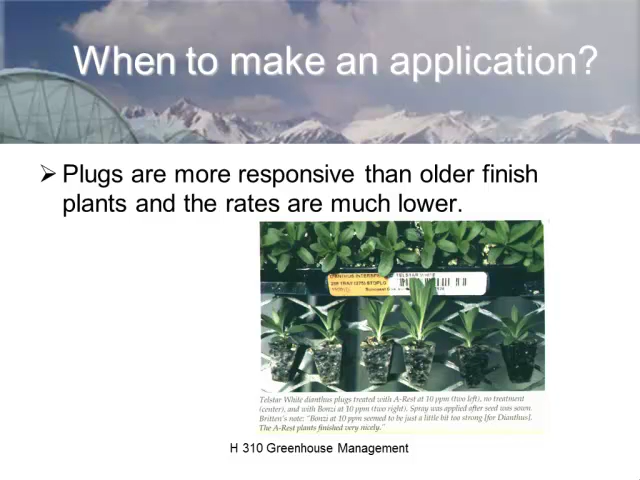 When to make an application?
Plugs are more responsive than older finish
plants and the rates are much lower.
Telstar White dianthus plugs treated with A-Rest at 10 ppm (two left), no treatment
(center), and with Bonzi at 10 ppm (two right). Spray was applied after seed was sown.
Britten's note: "Bonzi at 10 ppm seemed to be just a little bit too strong [for Dianthus].
The A-Rest plants finished very nicely."
H 310 Greenhouse Management